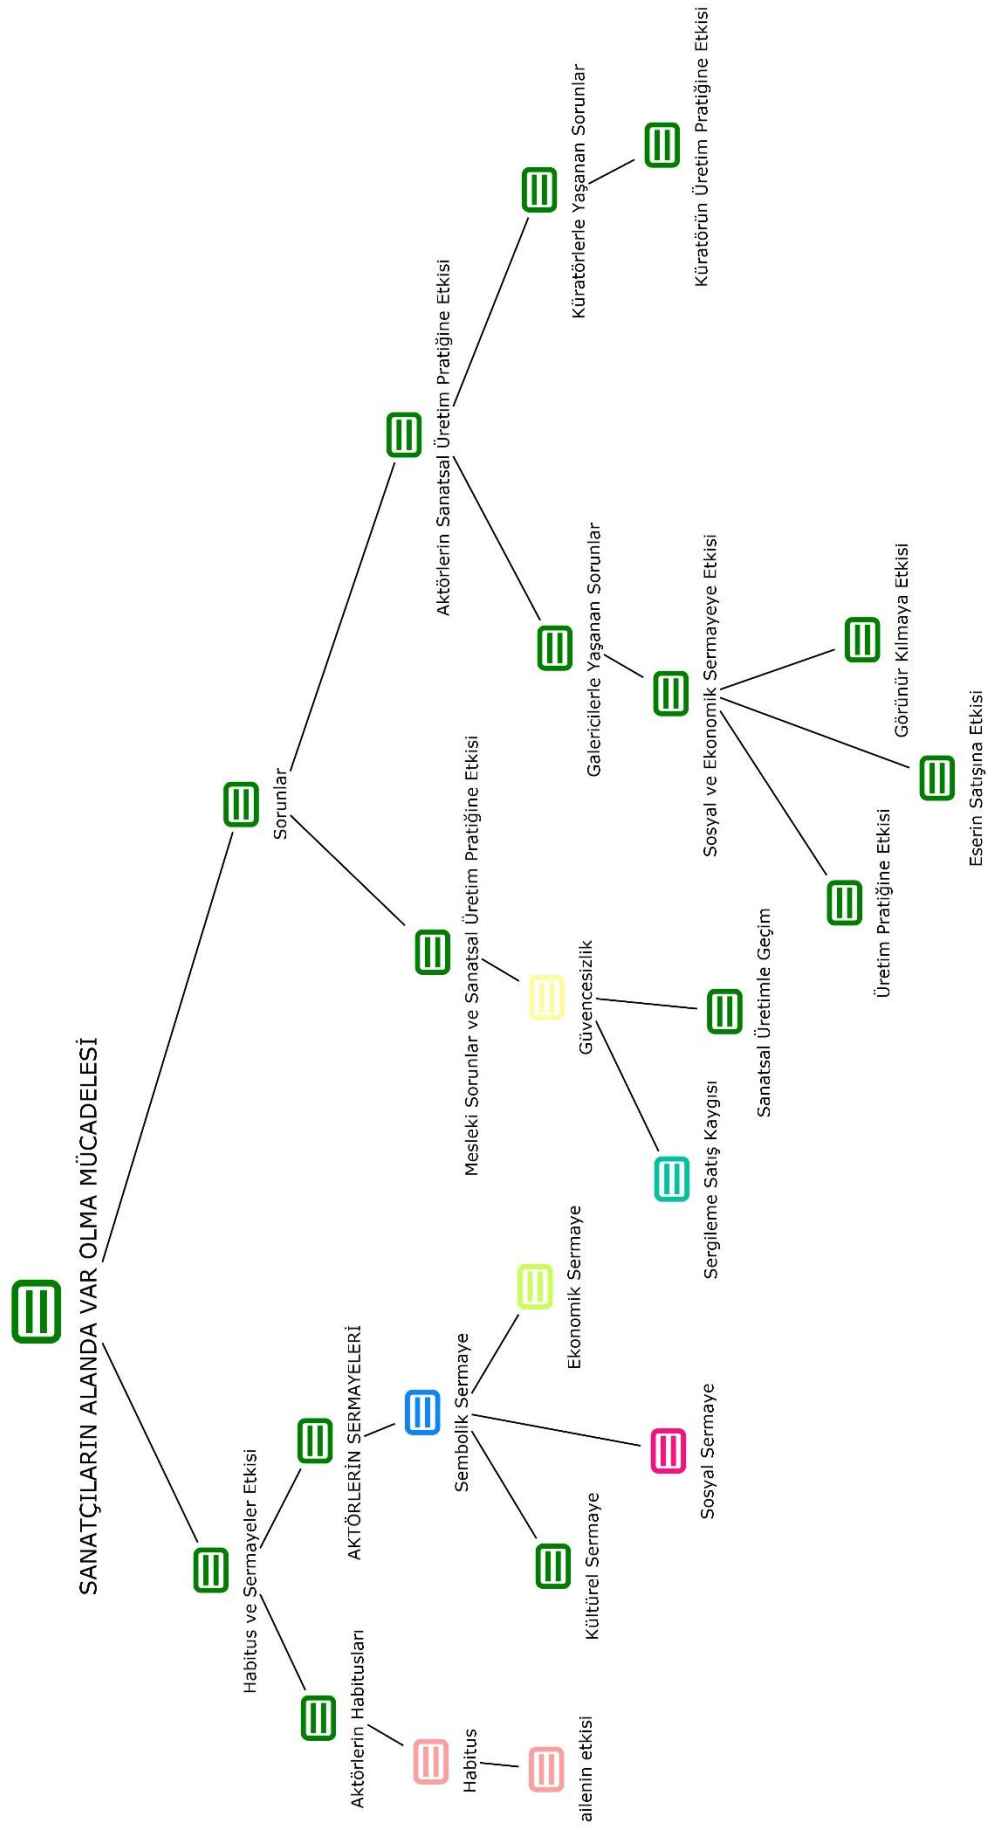 SANATÇILARIN ALANDA VAR OLMA MÜCADELESİ
Habitus ve Sermayeler Etkisi
Aktörlerin Habitusları
Habitus
ailenin etkisi
AKTÖRLERİN SERMAYELERİ
Sembolik Sermaye
Kültürel Sermaye
Sosyal Sermaye
Ekonomik Sermaye
Sorunlar
Mesleki Sorunlar ve Sanatsal Üretim Pratiğine Etkisi
Güvencesizlik
Sergileme Satış Kaygısı
Sanatsal Üretimle Geçim
Aktörlerin Sanatsal Üretim Pratiğine Etkisi
Galericilerle Yaşanan Sorunlar
Sosyal ve Ekonomik Sermayeye Etkisi
Üretim Pratiğine Etkisi
Eserin Satışına Etkisi
Görünür Kılmaya Etkisi
Küratörlerle Yaşanan Sorunlar
Küratörün Üretim Pratiğine Etkisi